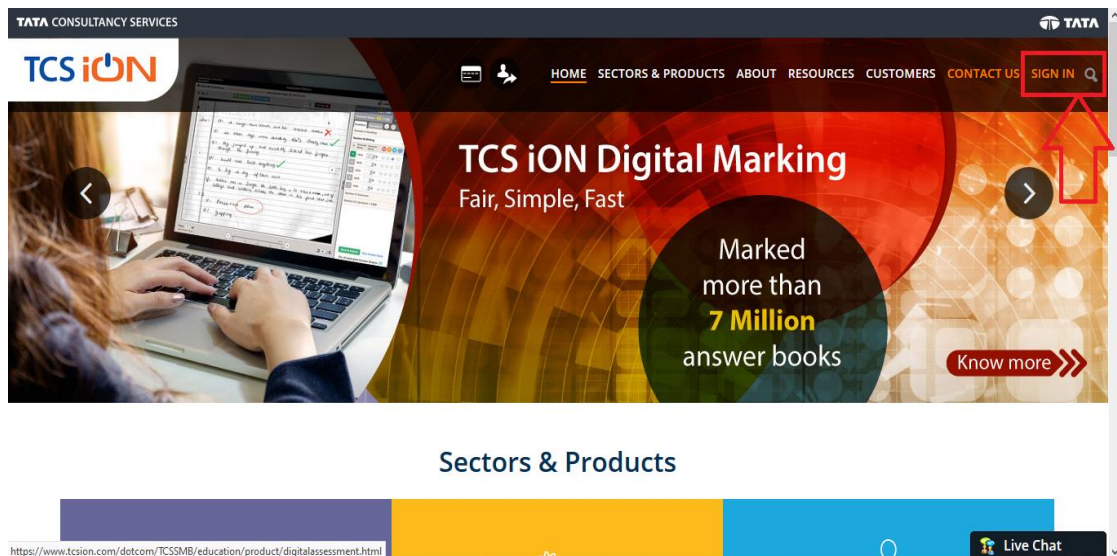 TATA CONSULTANCY SERVICES
TATA
TCS iON
HOME SECTORS & PRODUCTS ABOUT RESOURCES CUSTOMERS CONTACT US SIGN IN
TCS iON Digital Marking
Fair, Simple, Fast
Marked
more than
7 Million
answer books
Know more
Sectors & Products
https://www.tcsion.com/dotcom/TCSSMB/education/product/digitalassessment.html
Live Chat